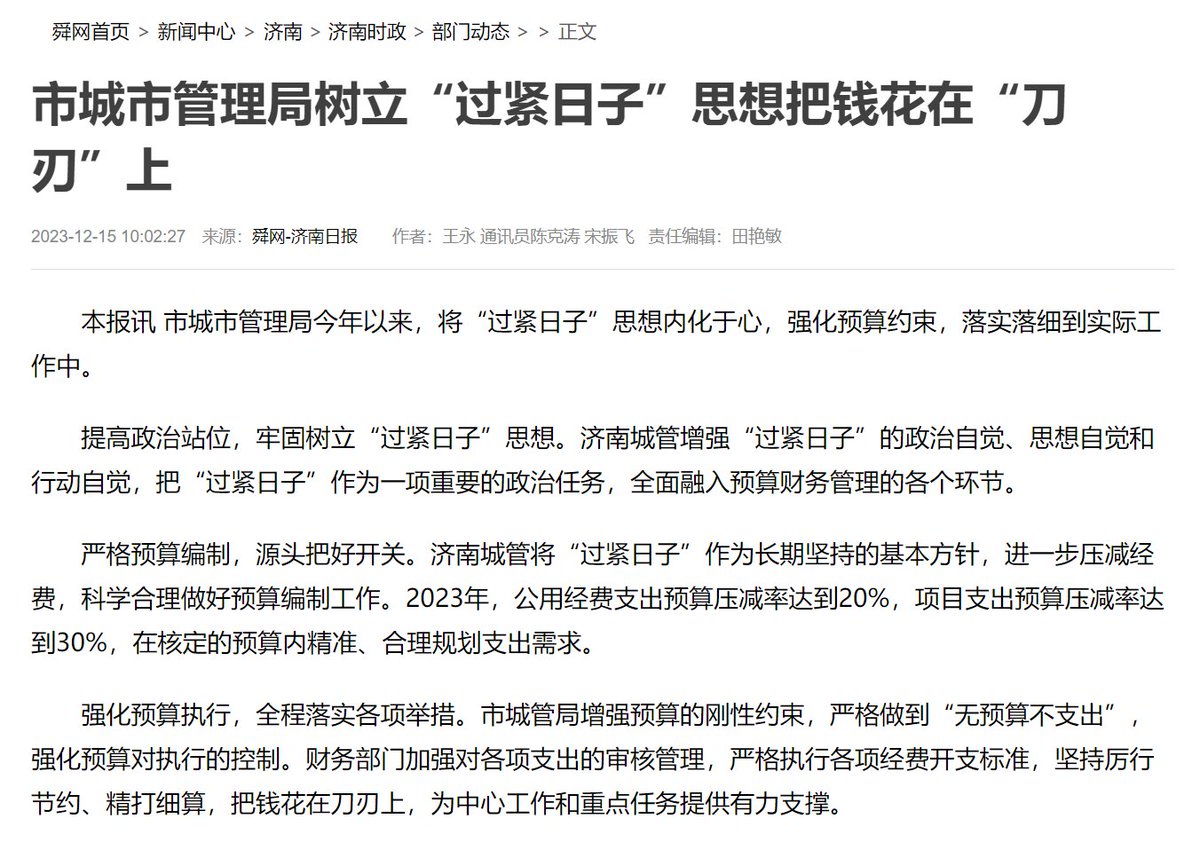 舜网首页 > 新闻中心 > 济南 > 济南时政 > 部门动态 > > 正文
市城市管理局树立“过紧日子”思想把钱花在“刀
刃”上
2023-12-15 10:02:27 来源：舜网-济南日报 作者：王永 通讯员陈克涛 宋振飞 责任编辑：田艳敏
本报讯 市城市管理局今年以来，将“过紧日子”思想内化于心，强化预算约束，落实落细到实际工
作中。
提高政治站位，牢固树立“过紧日子”思想。济南城管增强“过紧日子”的政治自觉、思想自觉和
行动自觉，把“过紧日子”作为一项重要的政治任务，全面融入预算财务管理的各个环节。
严格预算编制，源头把好开关。济南城管将“过紧日子”作为长期坚持的基本方针，进一步压减经
费，科学合理做好预算编制工作。2023年，公用经费支出预算压减率达到20%，项目支出预算压减率达
到30%，在核定的预算内精准、合理规划支出需求。
强化预算执行，全程落实各项举措。市城管局增强预算的刚性约束，严格做到“无预算不支出”，
强化预算对执行的控制。财务部门加强对各项支出的审核管理，严格执行各项经费开支标准，坚持厉行
节约、精打细算，把钱花在刀刃上，为中心工作和重点任务提供有力支撑。